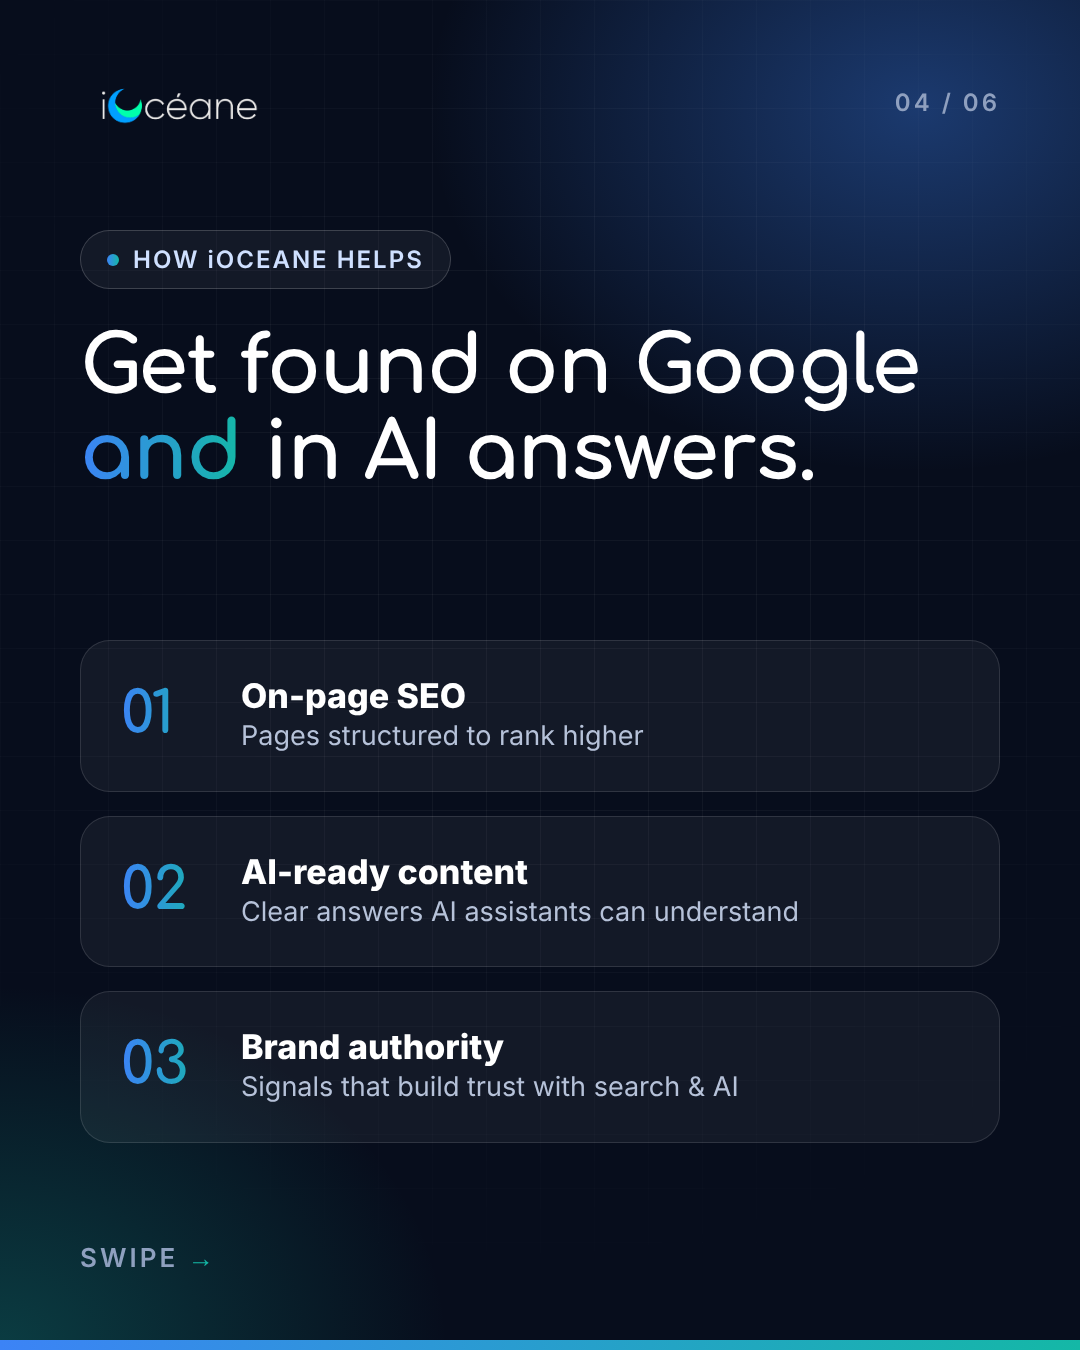 iOcéane
04 / 06
HOW iOCEANE HELPS
Get found on Google
and in AI answers.
01
On-page SEO
Pages structured to rank higher
02
AI-ready content
Clear answers AI assistants can understand
03
Brand authority
Signals that build trust with search & AI
SWIPE →